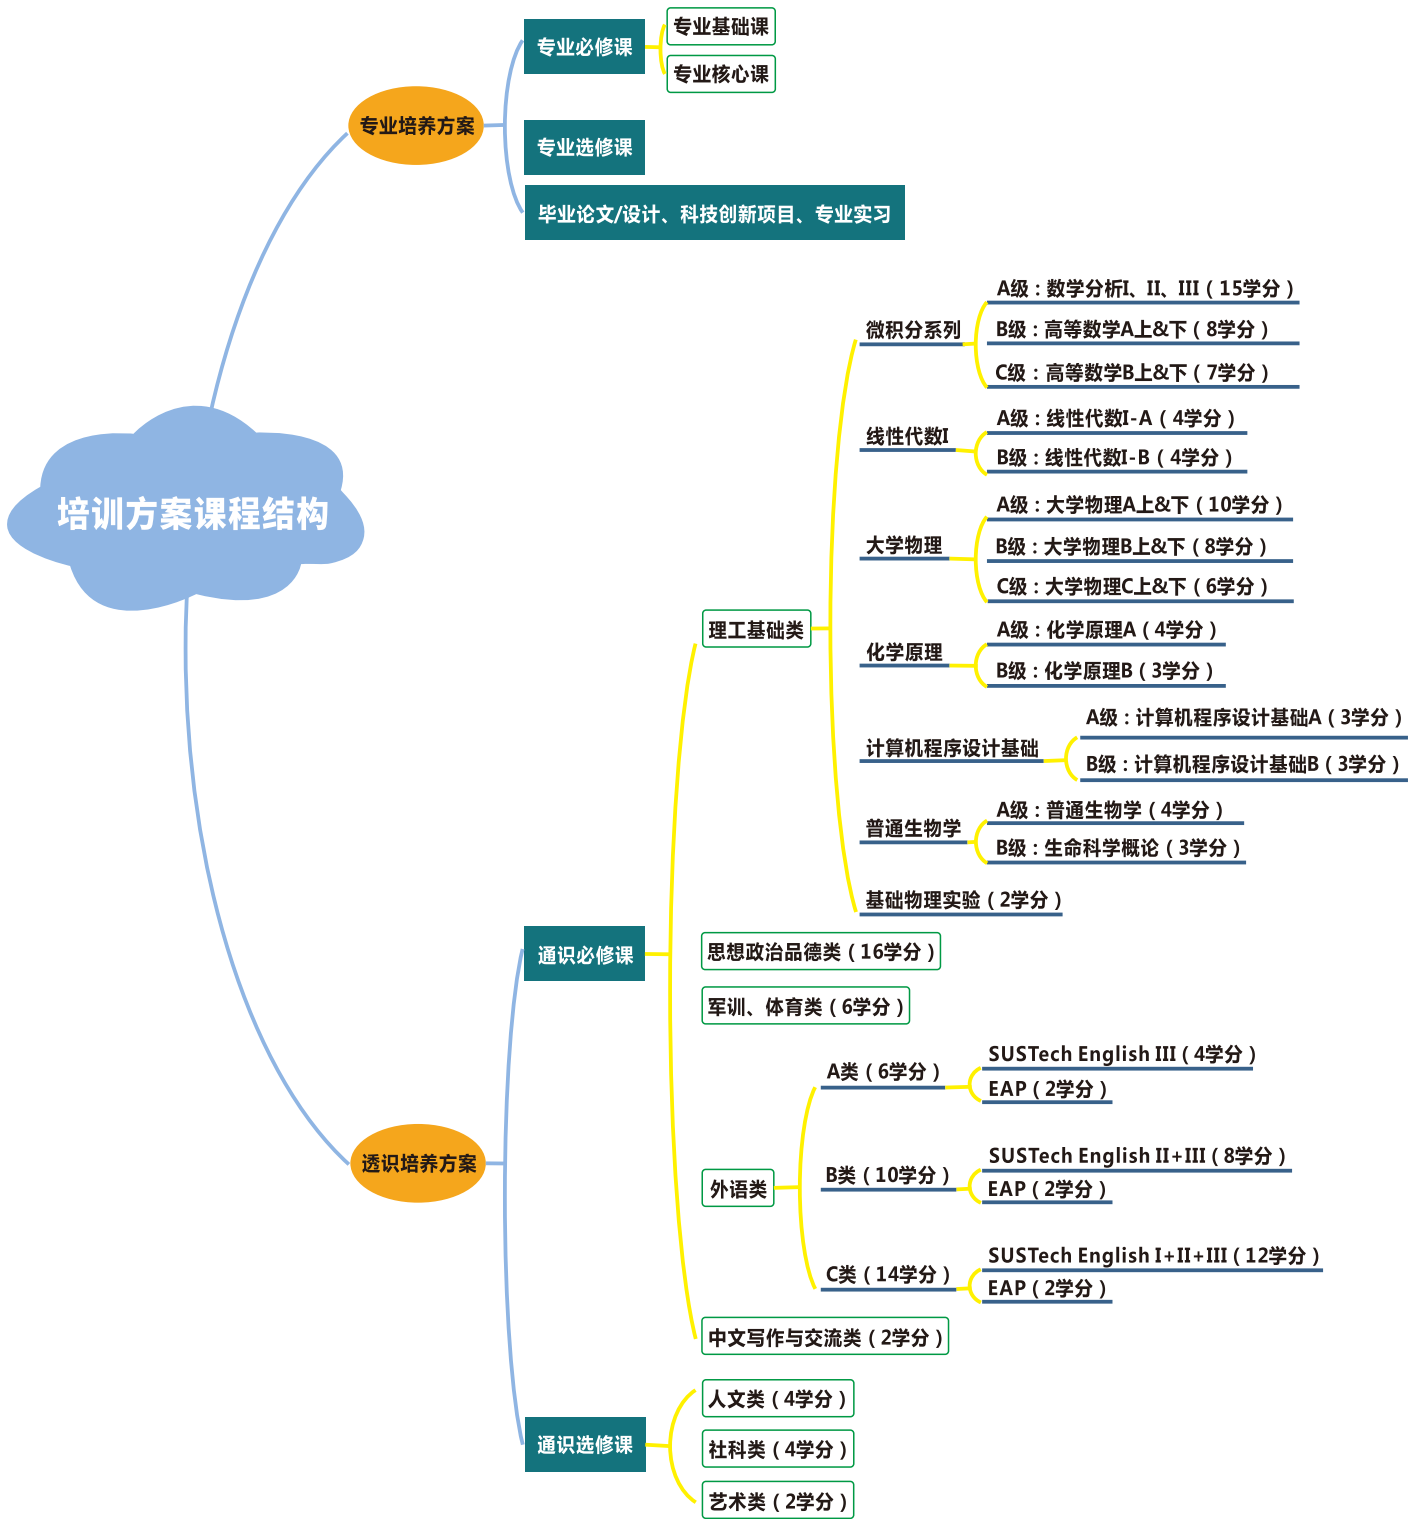 培训方案课程结构
专业培养方案
专业必修课
专业基础课
专业核心课
专业选修课
毕业论文/设计、科技创新项目、专业实习
透识培养方案
通识必修课
理工基础类
微积分系列
A级：数学分析I、II、III（15学分）
B级：高等数学A上&下（8学分）
C级：高等数学B上&下（7学分）
线性代数I
A级：线性代数I-A（4学分）
B级：线性代数I-B（4学分）
大学物理
A级：大学物理A上&下（10学分）
B级：大学物理B上&下（8学分）
C级：大学物理C上&下（6学分）
化学原理
A级：化学原理A（4学分）
B级：化学原理B（3学分）
计算机程序设计基础
A级：计算机程序设计基础A（3学分）
B级：计算机程序设计基础B（3学分）
普通生物学
A级：普通生物学（4学分）
B级：生命科学概论（3学分）
基础物理实验（2学分）
思想政治品德类（16学分）
军训、体育类（6学分）
外语类
A类（6学分）
SUSTech English III（4学分）
EAP（2学分）
B类（10学分）
SUSTech English II+III（8学分）
EAP（2学分）
C类（14学分）
SUSTech English I+II+III（12学分）
EAP（2学分）
中文写作与交流类（2学分）
通识选修课
人文类（4学分）
社科类（4学分）
艺术类（2学分）